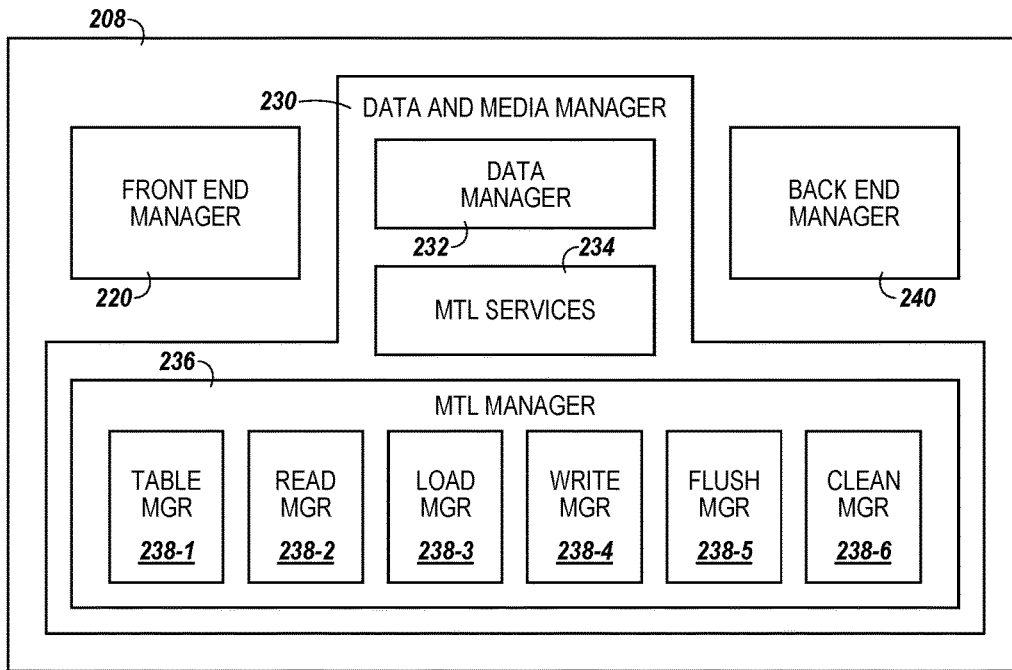 208
230
DATA AND MEDIA MANAGER
FRONT END
MANAGER
220
DATA
MANAGER
232
234
MTL SERVICES
BACK END
MANAGER
240
236
MTL MANAGER
TABLE
MGR
238-1
READ
MGR
238-2
LOAD
MGR
238-3
WRITE
MGR
238-4
FLUSH
MGR
238-5
CLEAN
MGR
238-6